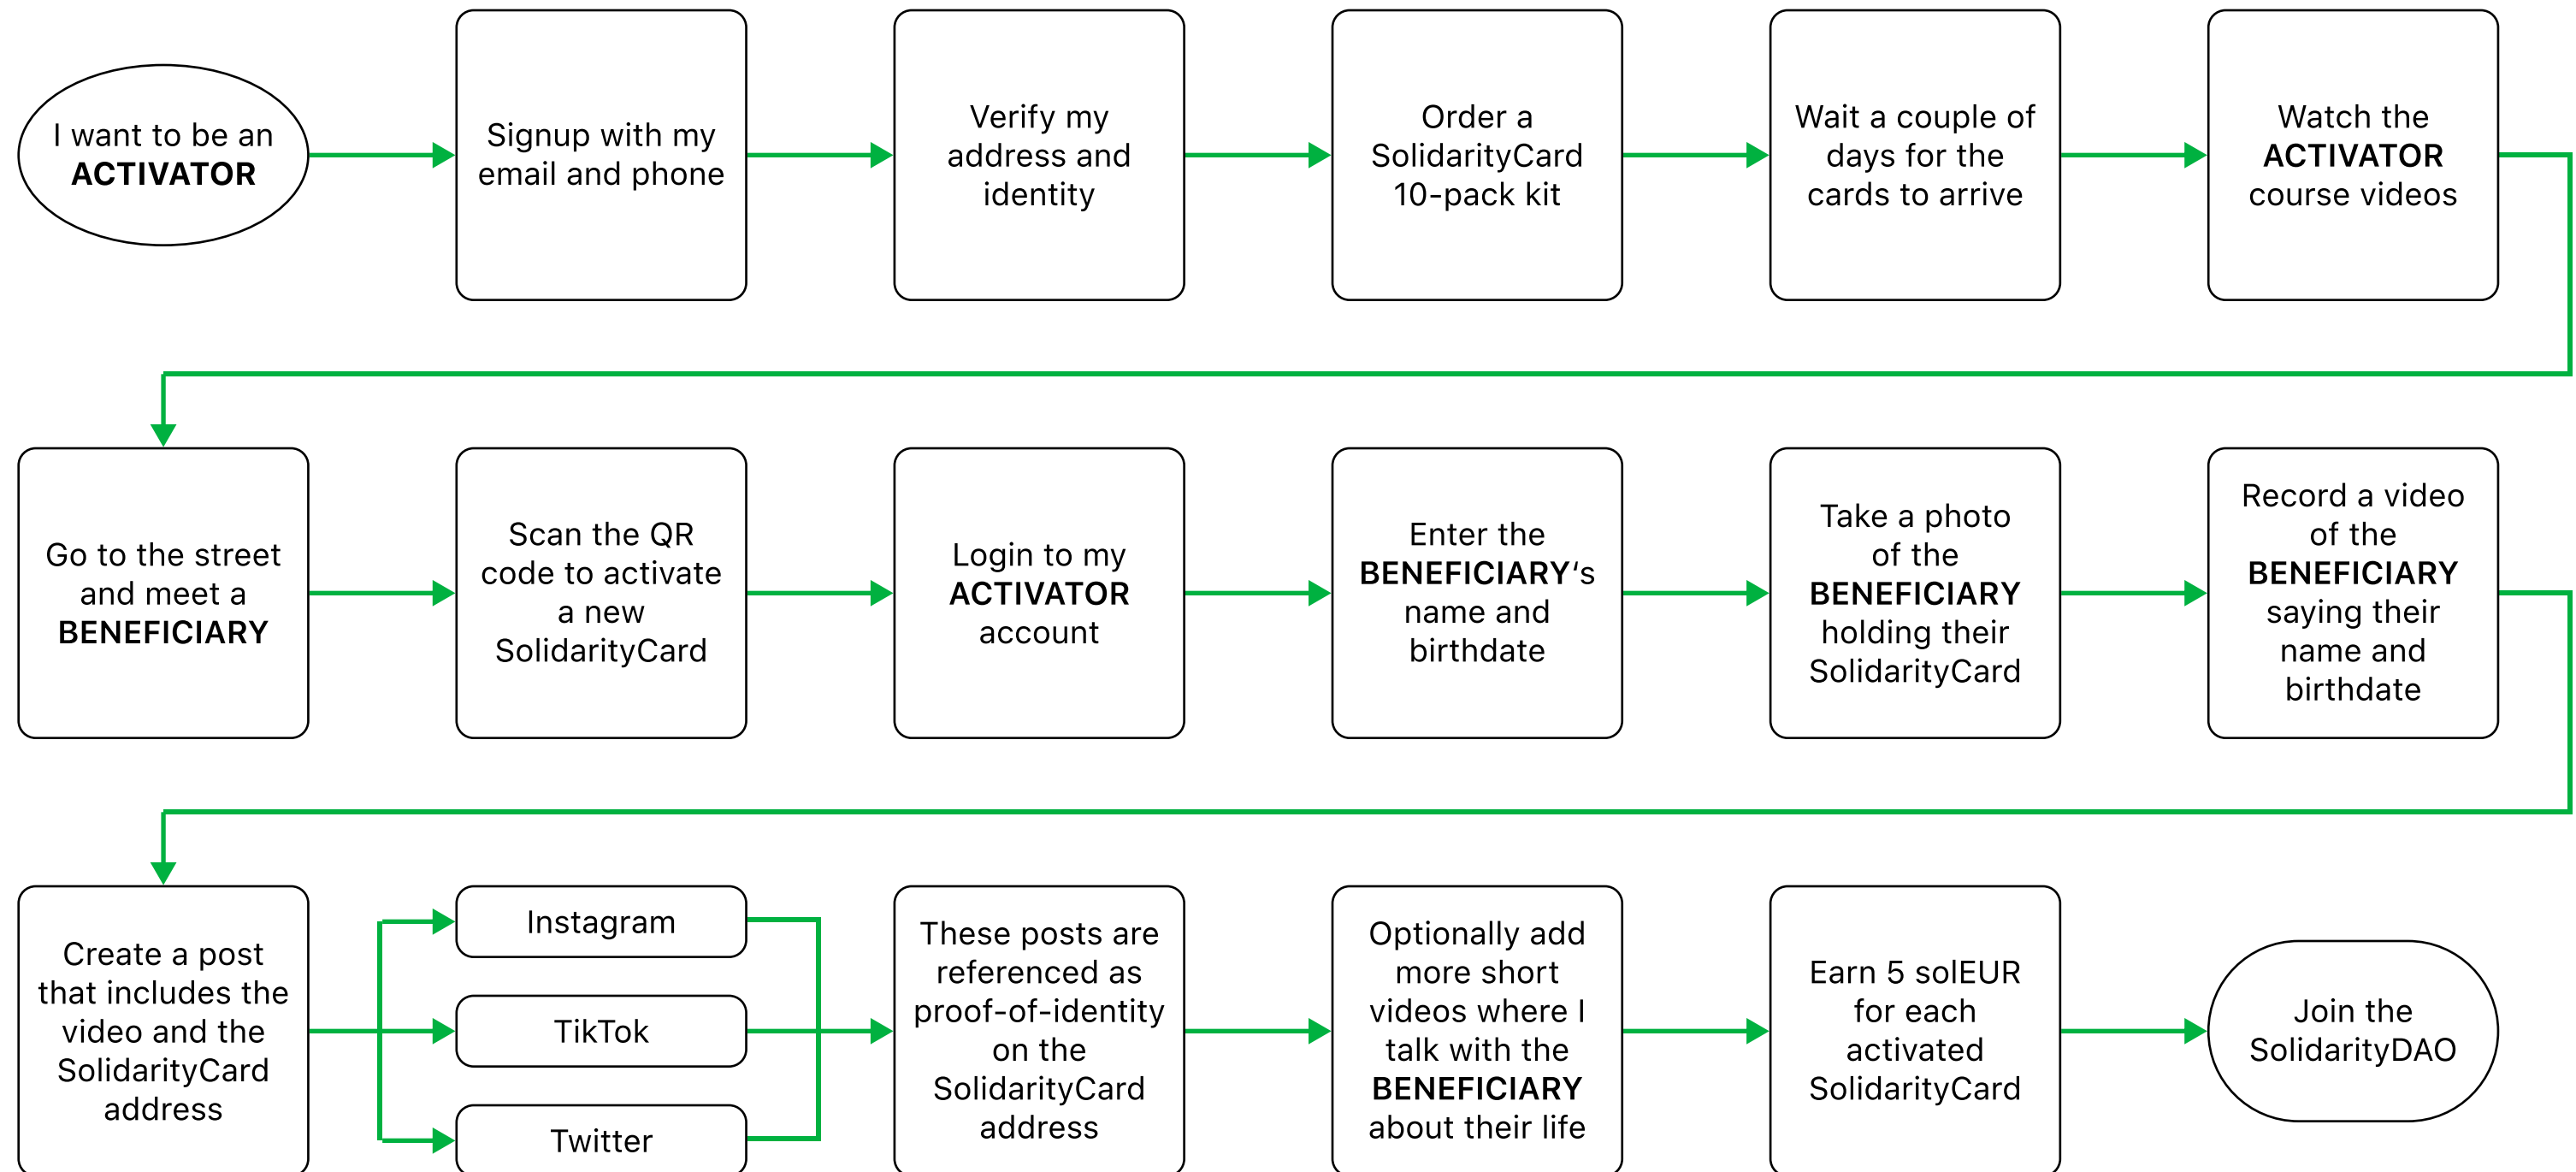 I want to be an
ACTIVATOR
Signup with my
email and phone
Verify my
address and
identity
Order a
SolidarityCard
10-pack kit
Wait a couple of
days for the
cards to arrive
Watch the
ACTIVATOR
course videos
Go to the street
and meet a
BENEFICIARY
Scan the QR
code to activate
a new
SolidarityCard
Login to my
ACTIVATOR
account
Enter the
BENEFICIARY‘s
name and
birthdate
Take a photo
of the
BENEFICIARY
holding their
SolidarityCard
Record a video
of the
BENEFICIARY
saying their
name and
birthdate
Create a post
that includes the
video and the
SolidarityCard
address
Instagram
TikTok
Twitter
These posts are
referenced as
proof-of-identity
on the
SolidarityCard
address
Optionally add
more short
videos where I
talk with the
BENEFICIARY
about their life
Earn 5 solEUR
for each
activated
SolidarityCard
Join the
SolidarityDAO